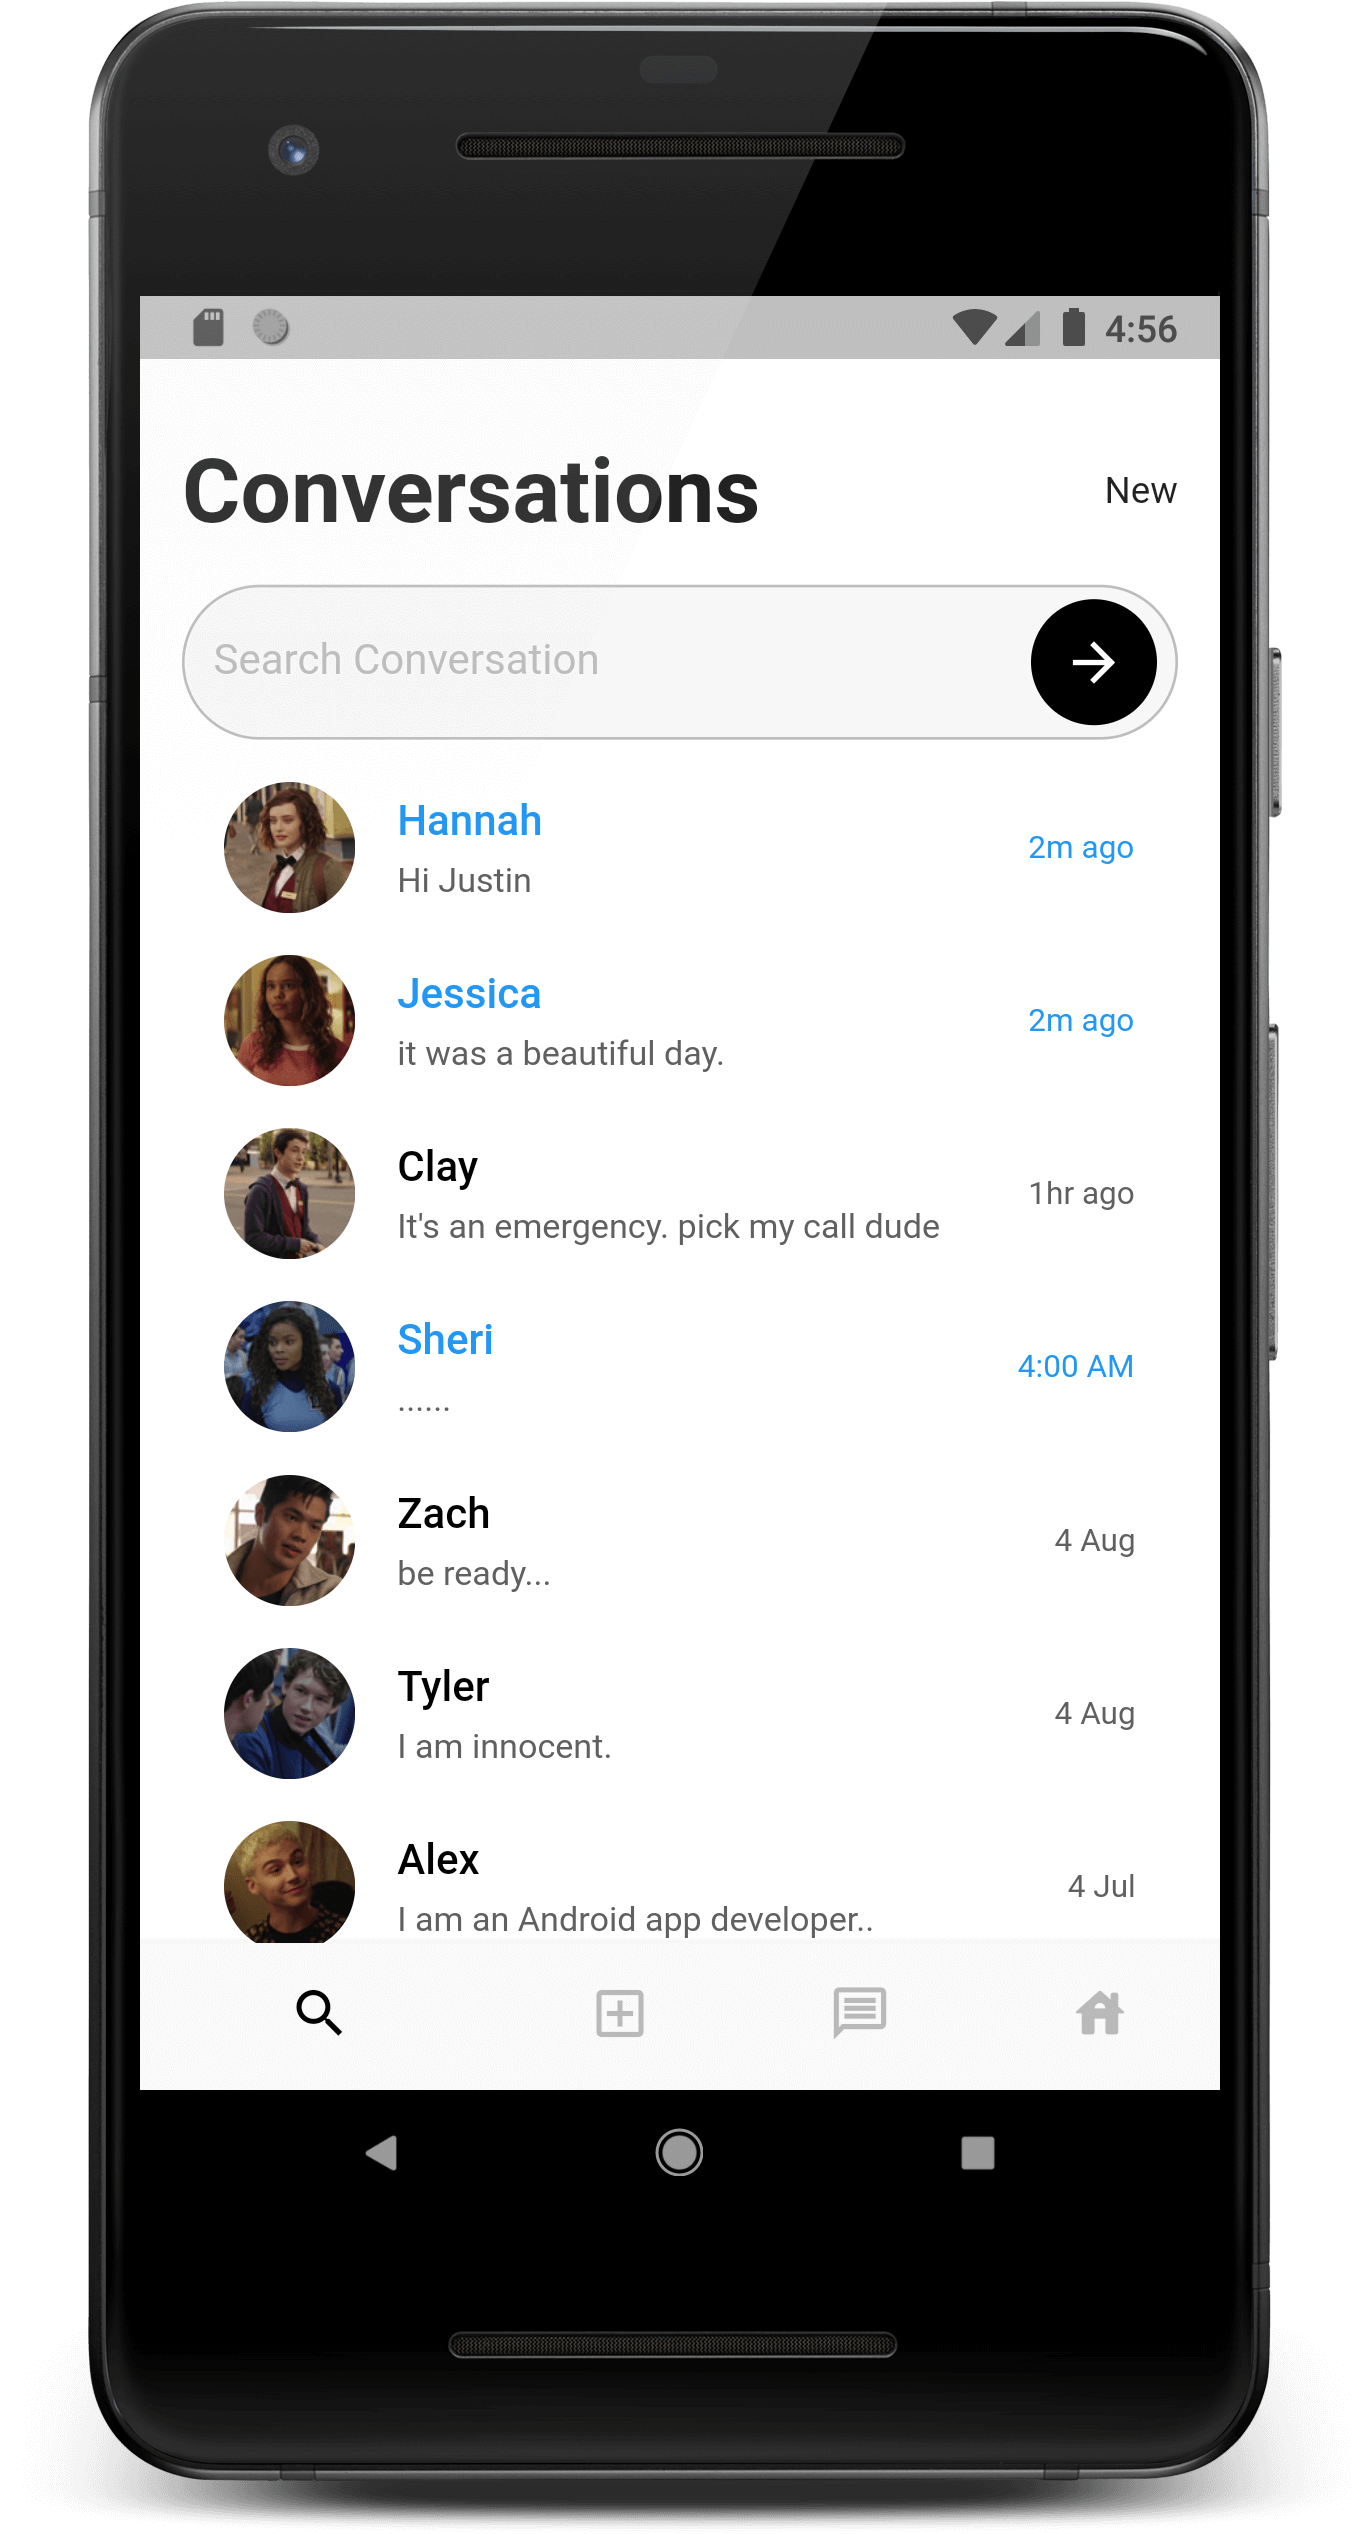 4:56
Conversations
New
Search Conversation
Hannah
2m ago
Hi Justin
Jessica
2m ago
it was a beautiful day.
Clay
1hr ago
It's an emergency. pick my call dude
Sheri
4:00 AM
......
Zach
4 Aug
be ready...
Tyler
4 Aug
I am innocent.
Alex
4 Jul
I am an Android app developer..